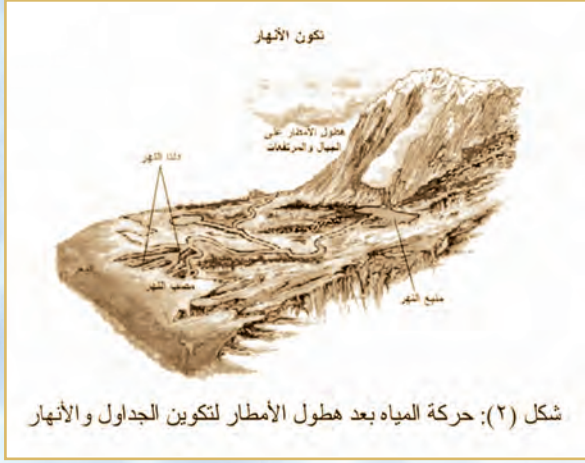 تكون الأنهار
هطول الأمطار على
الجبال والمرتفعات
دلتا النهر
البحر
مصب النهر
منبع النهر
شكل (٢): حركة المياه بعد هطول الأمطار لتكوين الجداول والأنهار